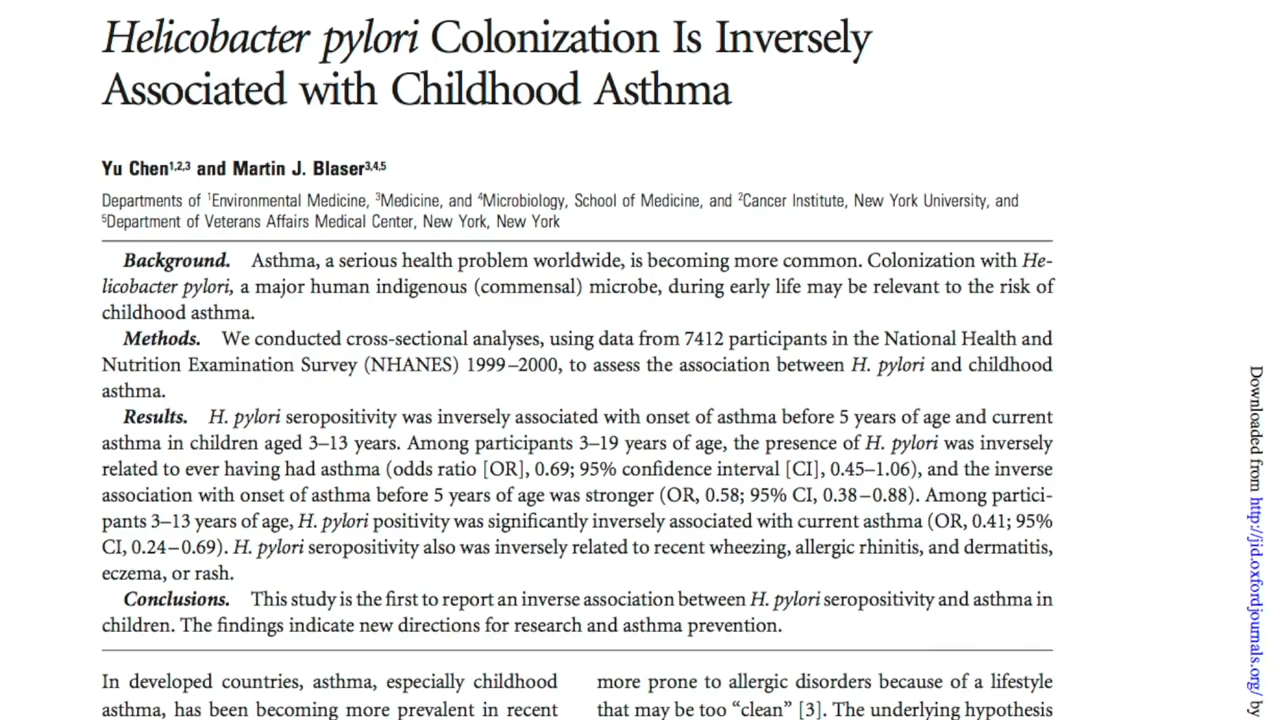 Helicobacter pylori Colonization Is Inversely
Associated with Childhood Asthma
Yu Chen1,2,3 and Martin J. Blaser3,4,5
Departments of 1Environmental Medicine, 3Medicine, and 4Microbiology, School of Medicine, and 2Cancer Institute, New York University, and
5Department of Veterans Affairs Medical Center, New York, New York
Background. Asthma, a serious health problem worldwide, is becoming more common. Colonization with He-
licobacter pylori, a major human indigenous (commensal) microbe, during early life may be relevant to the risk of
childhood asthma.
Methods. We conducted cross-sectional analyses, using data from 7412 participants in the National Health and
Nutrition Examination Survey (NHANES) 1999–2000, to assess the association between H. pylori and childhood
asthma.
Results. H. pylori seropositivity was inversely associated with onset of asthma before 5 years of age and current
asthma in children aged 3–13 years. Among participants 3–19 years of age, the presence of H. pylori was inversely
related to ever having had asthma (odds ratio [OR], 0.69; 95% confidence interval [CI], 0.45–1.06), and the inverse
association with onset of asthma before 5 years of age was stronger (OR, 0.58; 95% CI, 0.38–0.88). Among partici-
pants 3–13 years of age, H. pylori positivity was significantly inversely associated with current asthma (OR, 0.41; 95%
CI, 0.24–0.69). H. pylori seropositivity also was inversely related to recent wheezing, allergic rhinitis, and dermatitis,
eczema, or rash.
Conclusions. This study is the first to report an inverse association between H. pylori seropositivity and asthma in
children. The findings indicate new directions for research and asthma prevention.
In developed countries, asthma, especially childhood
asthma, has been becoming more prevalent in recent
more prone to allergic disorders because of a lifestyle
that may be too “clean” [3]. The underlying hypothesis
Downloaded from http://jid.oxfordjournals.org/ by